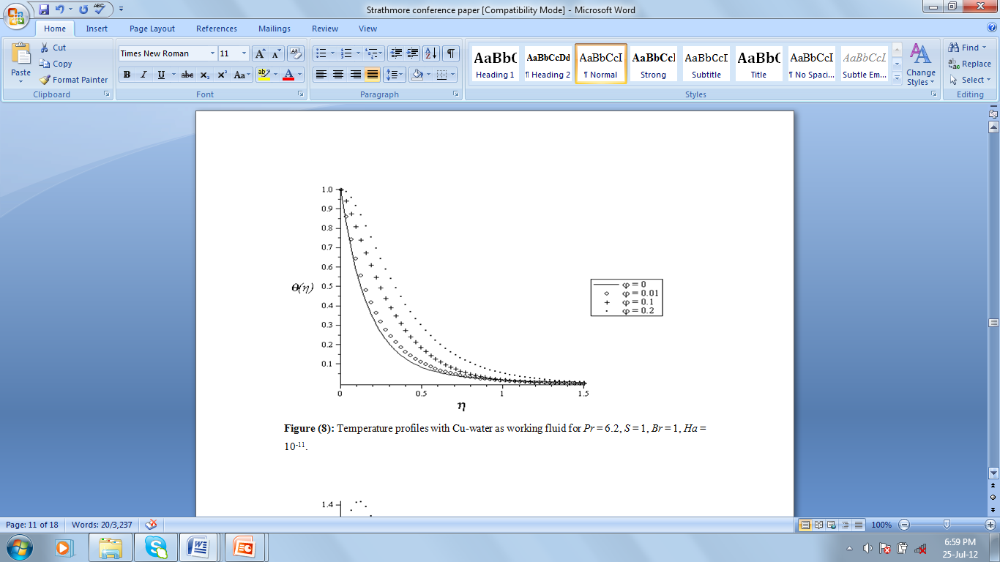 Strathmore conference paper [Compatibility Mode] - Microsoft Word
Home Insert Page Layout References Mailings Review View
Paste
Cut
Copy
Format Painter
Clipboard
Times New Roman 11
B I U abc x₂ x² Aa
Font
Paragraph
AaBbC Heading 1
AaBbCcDd ¶ Heading 2
AaBbCcI ¶ Normal
AaBbCcI Strong
AaBbCcI Subtitle
AaBbC Title
AaBbCcI ¶ No Spaci...
AaBbCcI Subtle Em...
Change Styles
Styles
Find
Replace
Select
Editing
1.0
0.9
0.8
0.7
0.6
0.5
0.4
0.3
0.2
0.1
θ(η)
0 0.5 1 1.5
η
φ = 0
φ = 0.01
φ = 0.1
φ = 0.2
Figure (8): Temperature profiles with Cu-water as working fluid for Pr = 6.2, S = 1, Br = 1, Ha =
10⁻¹¹.
1.4
Page: 11 of 18 Words: 20/3,237 100%
6:59 PM
25-Jul-12